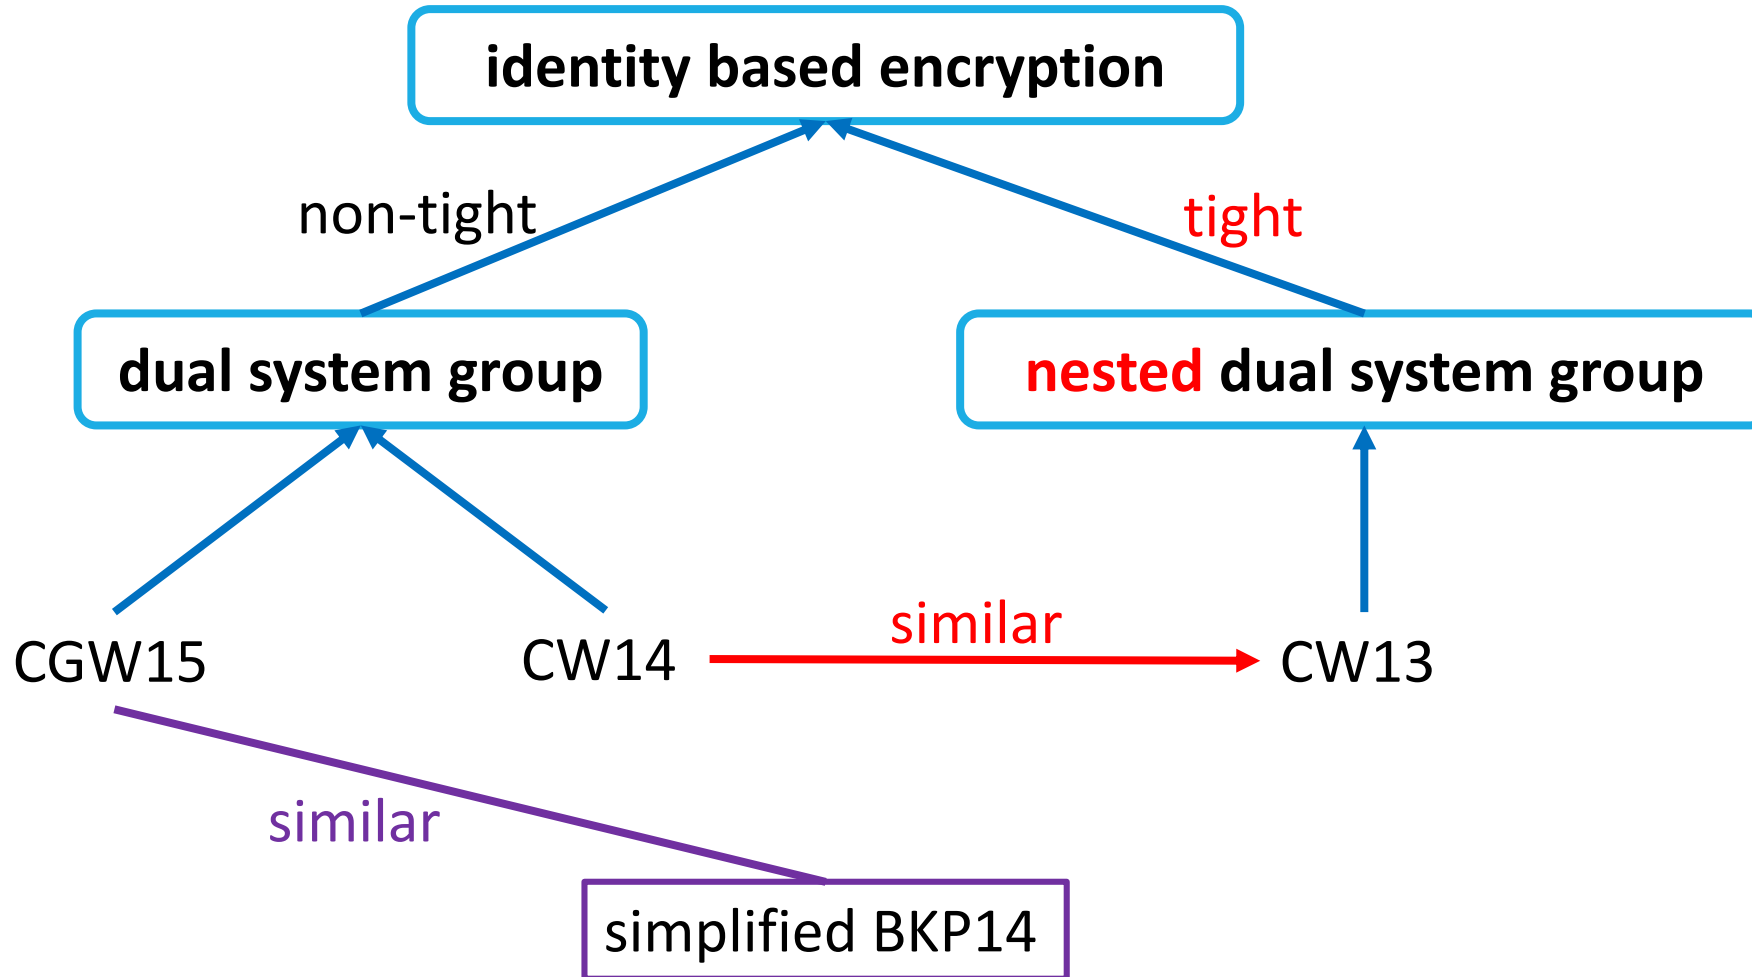 identity based encryption
non-tight
tight
dual system group
nested dual system group
similar
CGW15
CW14
CW13
similar
simplified BKP14